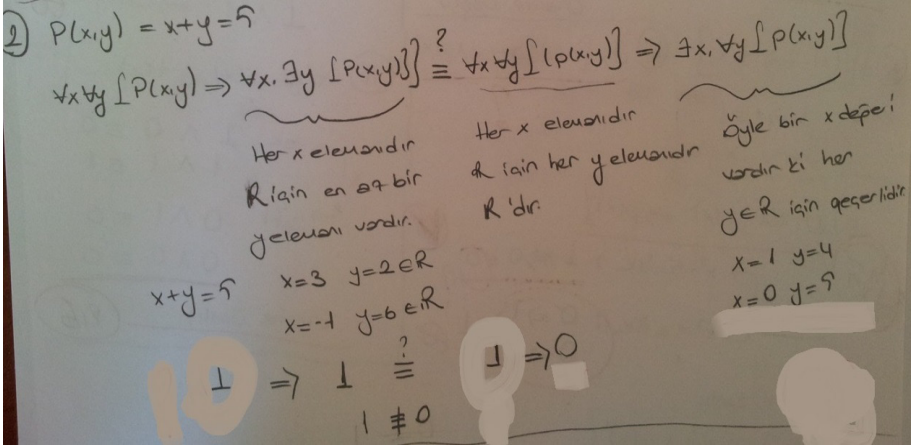 2) P(x,y) = x+y=5
∀x∀y [P(x,y) ⇒ ∀x.∃y [P(x,y)]] ≟ ∀x∀y[(p(x,y)] ⇒ ∃x,∀y[P(x,y)]
Her x elemanıdır
R için en az bir
y elemanı vardır.
Her x elemanıdır
R için her y elemanıdır
R'dır.
Öyle bir x değeri
vardır ki her
y∈R için geçerlidir
x+y=5
x=3 y=2∈R
x=-1 y=6∈R
x=1 y=4
x=0 y=5
1 ⇒ 1 ≟ 1 ⇒ 0
1 ≢ 0